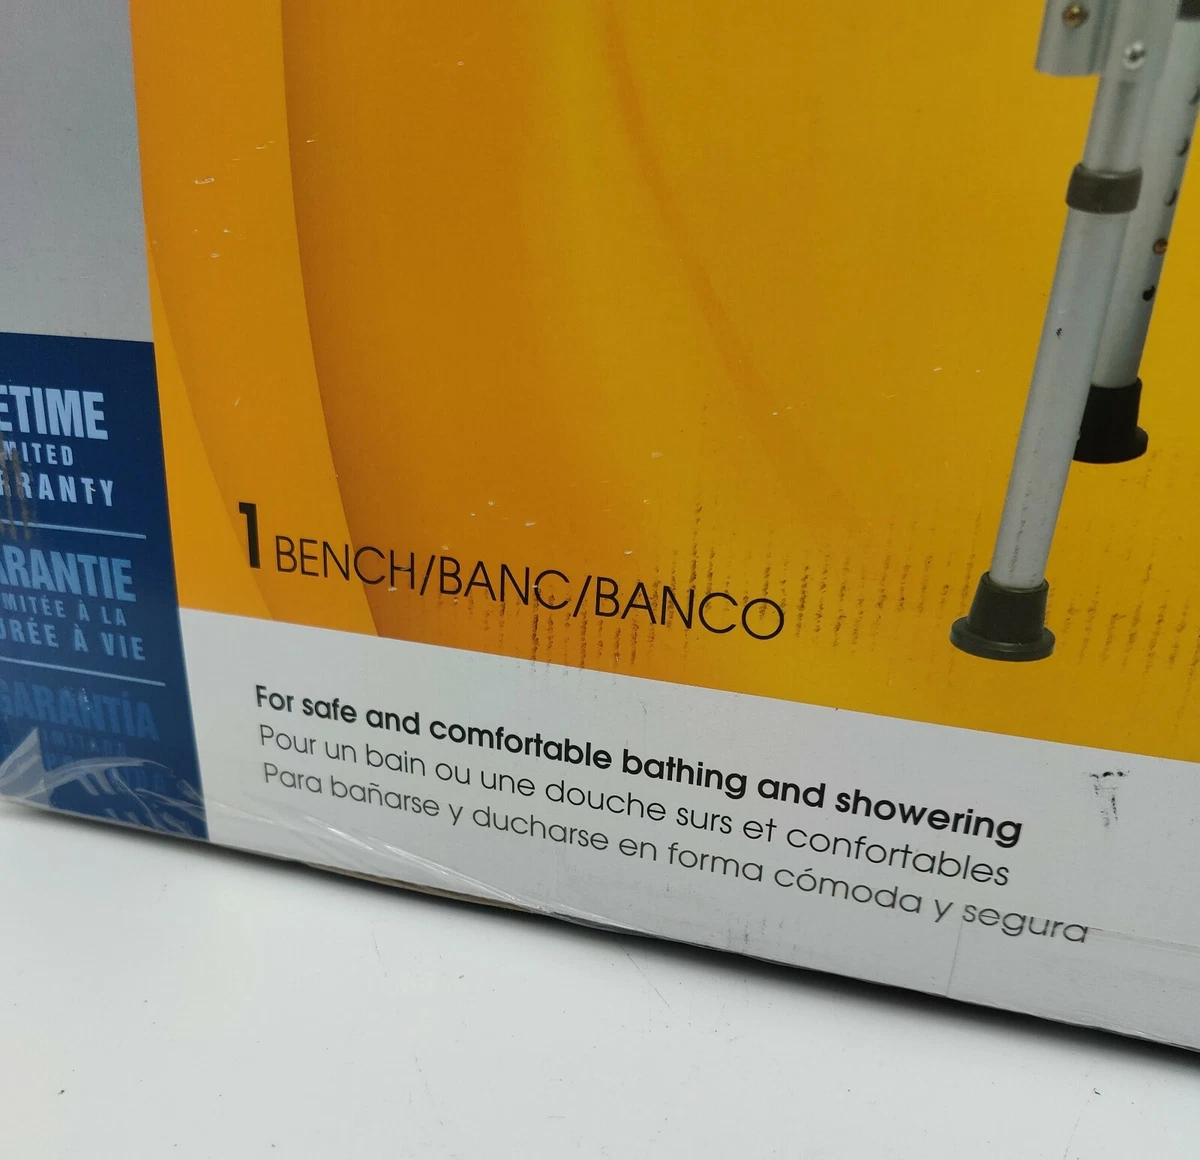 ETIME
MITED
RRANTY
ARANTIE
MITÉE À LA
URÉE À VIE
GARANTÍA
1 BENCH/BANC/BANCO
For safe and comfortable bathing and showering
Pour un bain ou une douche surs et confortables
Para bañarse y ducharse en forma cómoda y segura